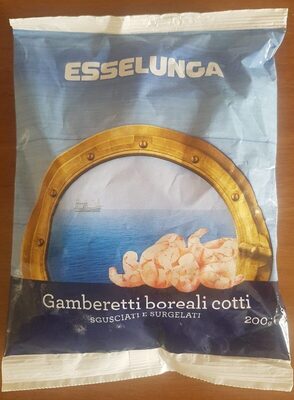 ESSELUNGA
Gamberetti boreali cotti
SGUSCIATI E SURGELATI
200g